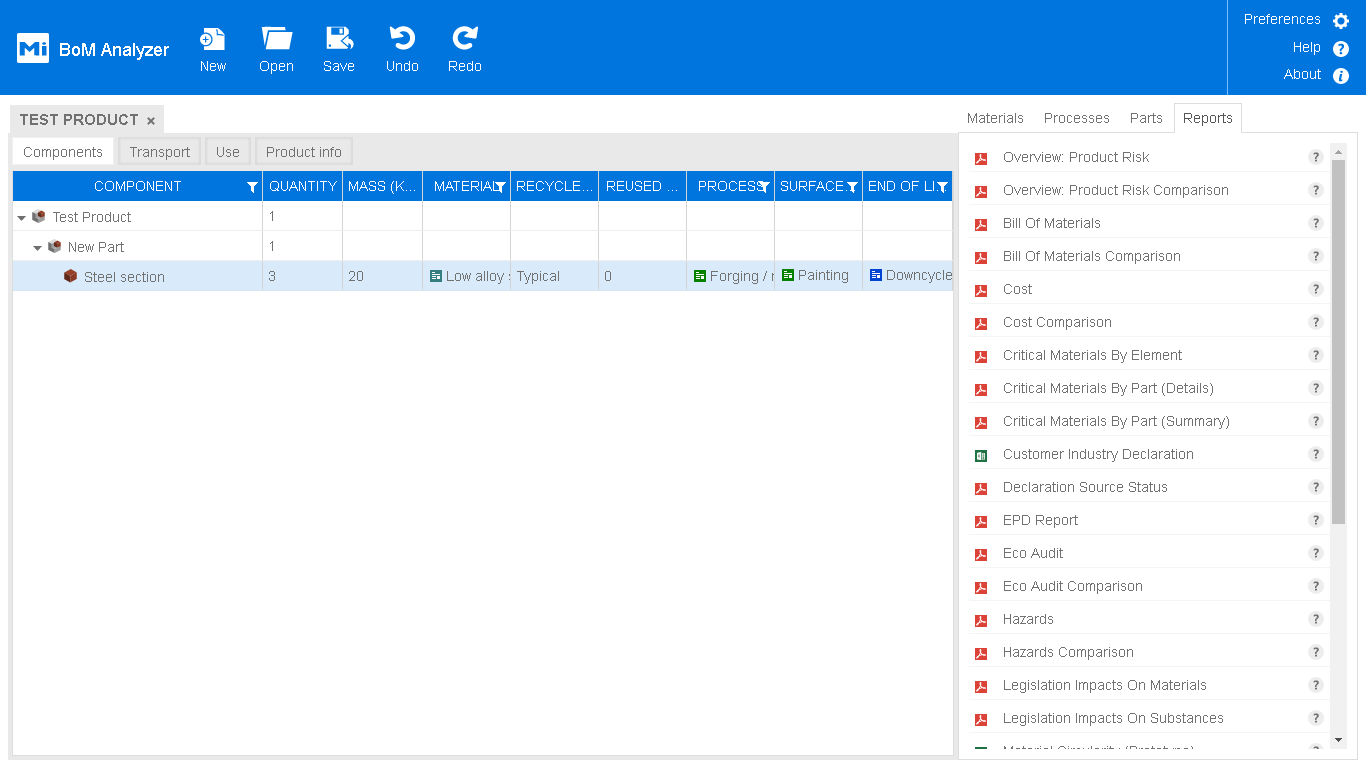 Mi BoM Analyzer
New
Open
Save
Undo
Redo
Preferences
Help
About
TEST PRODUCT
Components Transport Use Product info
COMPONENT QUANTITY MASS (K... MATERIAL RECYCLE... REUSED ... PROCESS SURFACE END OF LI
Test Product 1
New Part 1
Steel section 3 20 Low alloy Typical 0 Forging / Painting Downcycle
Materials Processes Parts Reports
Overview: Product Risk ?
Overview: Product Risk Comparison ?
Bill Of Materials ?
Bill Of Materials Comparison ?
Cost ?
Cost Comparison ?
Critical Materials By Element ?
Critical Materials By Part (Details) ?
Critical Materials By Part (Summary) ?
Customer Industry Declaration ?
Declaration Source Status ?
EPD Report ?
Eco Audit ?
Eco Audit Comparison ?
Hazards ?
Hazards Comparison ?
Legislation Impacts On Materials ?
Legislation Impacts On Substances ?
Material Circularity (Prototype) ?